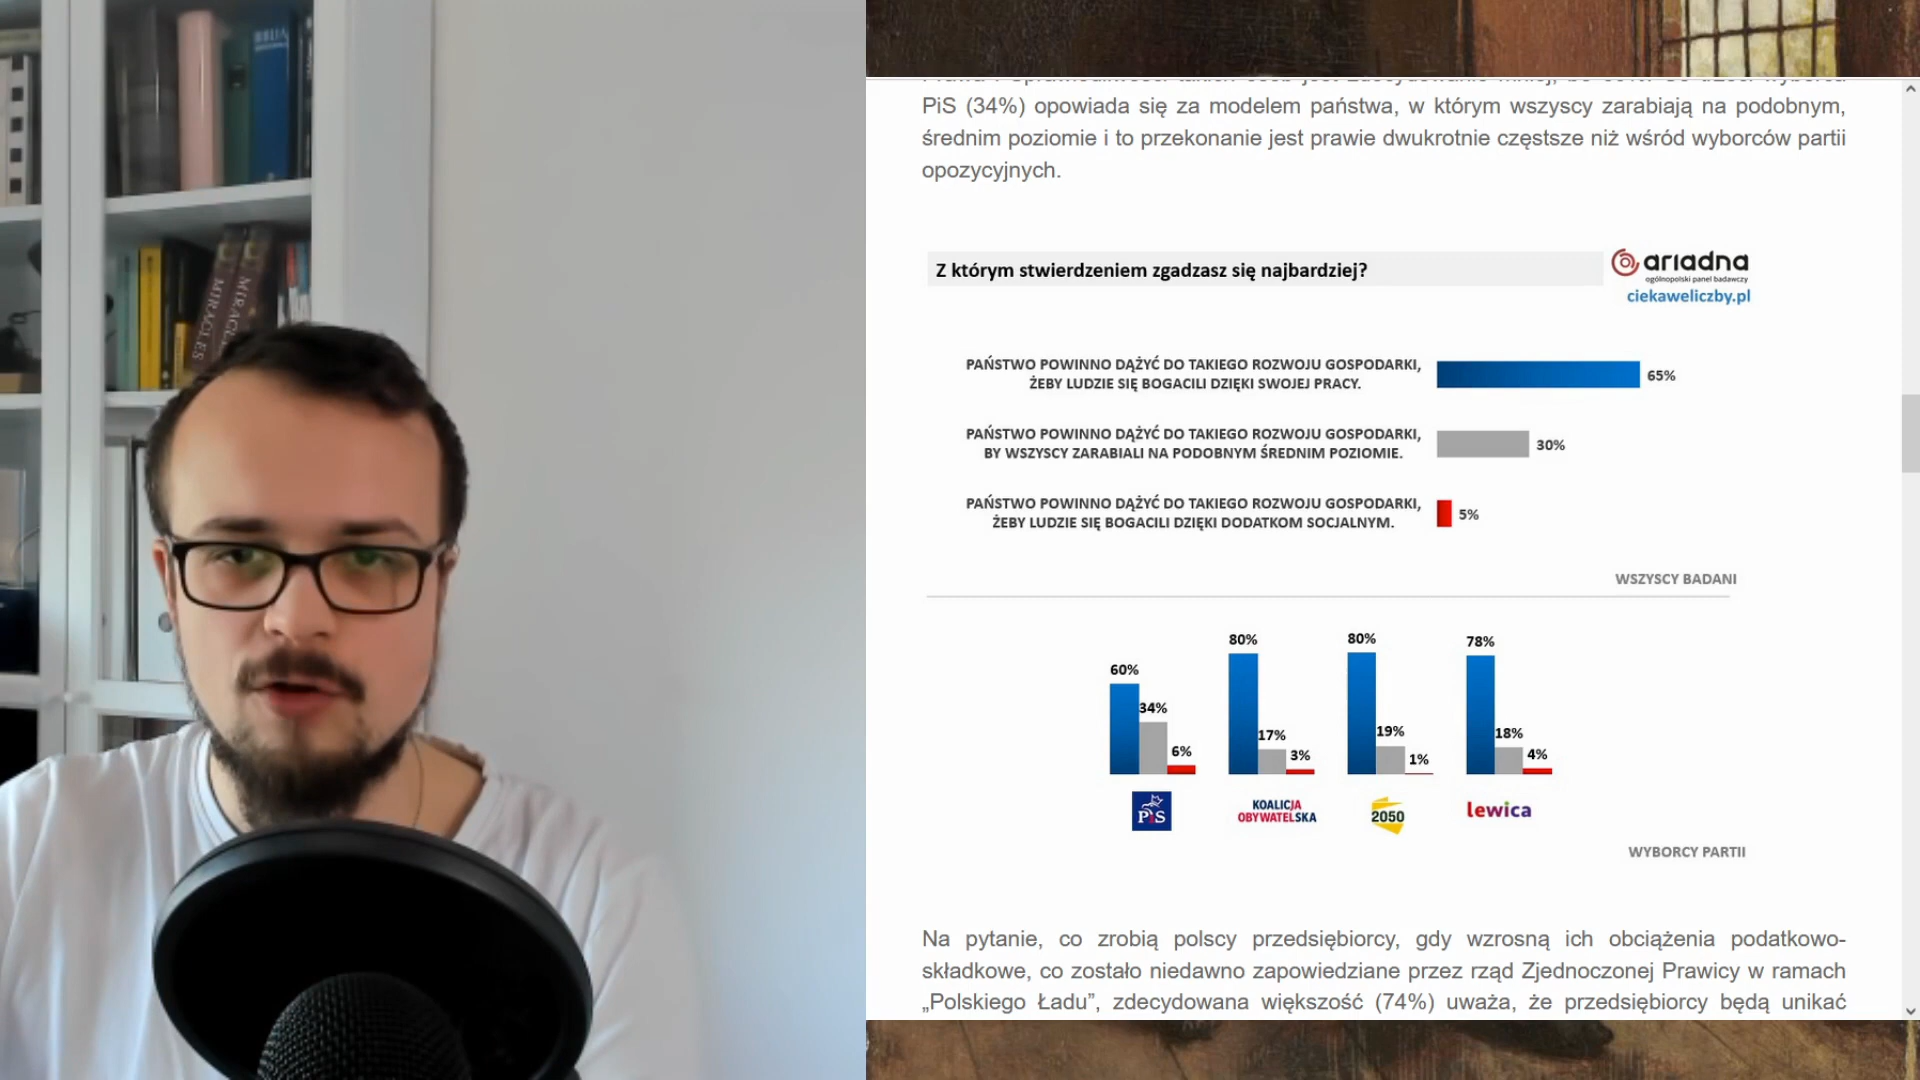 BIBLIA
MIRACLES
MIRACLES
PiS (34%) opowiada się za modelem państwa, w którym wszyscy zarabiają na podobnym,
średnim poziomie i to przekonanie jest prawie dwukrotnie częstsze niż wśród wyborców partii
opozycyjnych.
Z którym stwierdzeniem zgadzasz się najbardziej?
arıadna
ogólnopolski panel badawczy
ciekaweliczby.pl
PAŃSTWO POWINNO DĄŻYĆ DO TAKIEGO ROZWOJU GOSPODARKI,
ŻEBY LUDZIE SIĘ BOGACILI DZIĘKI SWOJEJ PRACY.
65%
PAŃSTWO POWINNO DĄŻYĆ DO TAKIEGO ROZWOJU GOSPODARKI,
BY WSZYSCY ZARABIALI NA PODOBNYM ŚREDNIM POZIOMIE.
30%
PAŃSTWO POWINNO DĄŻYĆ DO TAKIEGO ROZWOJU GOSPODARKI,
ŻEBY LUDZIE SIĘ BOGACILI DZIĘKI DODATKOM SOCJALNYM.
5%
WSZYSCY BADANI
60% 34% 6% 80% 17% 3% 80% 19% 1% 78% 18% 4%
PiS
KOALICJA
OBYWATELSKA
2050
lewica
WYBORCY PARTII
Na pytanie, co zrobią polscy przedsiębiorcy, gdy wzrosną ich obciążenia podatkowo-
składkowe, co zostało niedawno zapowiedziane przez rząd Zjednoczonej Prawicy w ramach
„Polskiego Ładu”, zdecydowana większość (74%) uważa, że przedsiębiorcy będą unikać